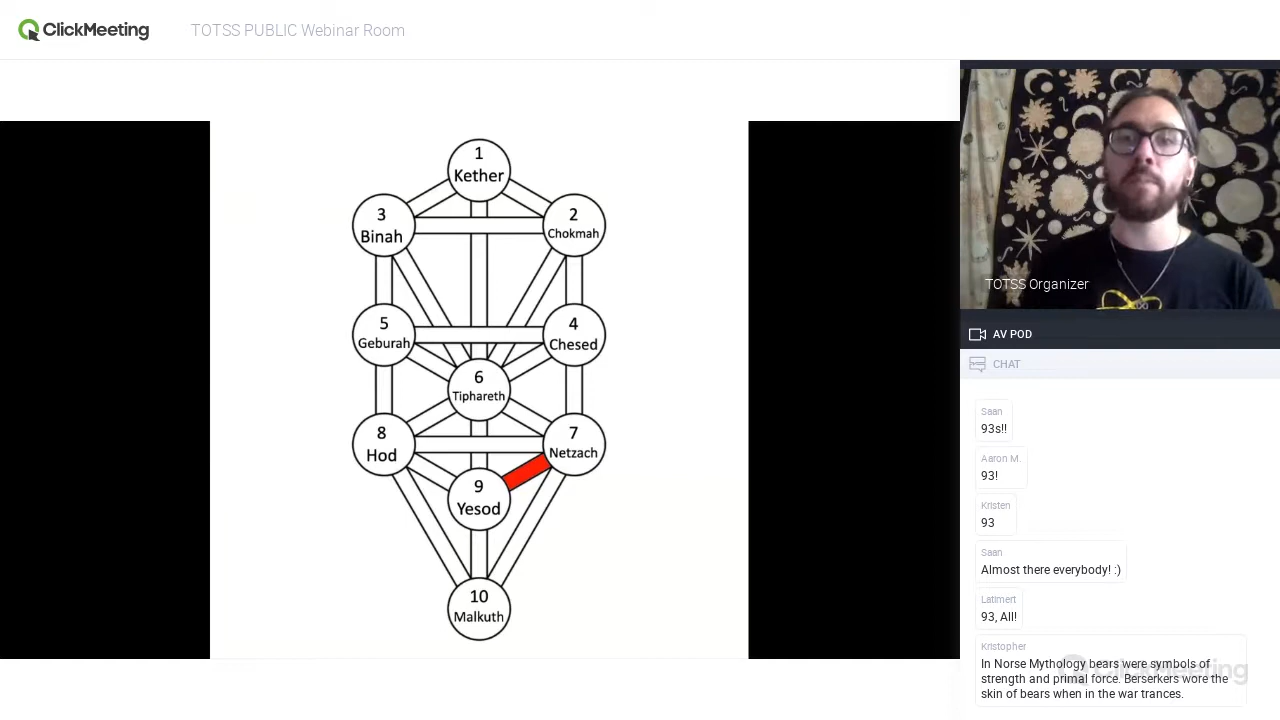 ClickMeeting
TOTSS PUBLIC Webinar Room
1
Kether
3
Binah
2
Chokmah
5
Geburah
4
Chesed
6
Tiphareth
8
Hod
7
Netzach
9
Yesod
10
Malkuth
TOTSS Organizer
AV POD
CHAT
Saan
93s!!
Aaron M.
93!
Kristen
93
Saan
Almost there everybody! :)
Latimert
93, All!
Kristopher
In Norse Mythology bears were symbols of
strength and primal force. Berserkers wore the
skin of bears when in the war trances.
ClickMeeting